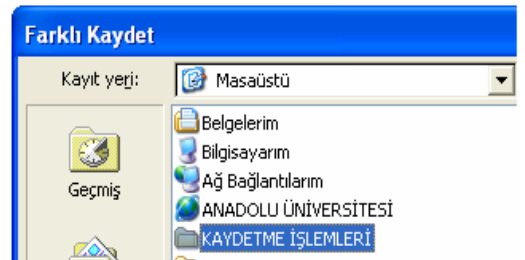 Farklı Kaydet
Kayıt yeri:
Masaüstü
Belgelerim
Bilgisayarım
Ağ Bağlantılarım
ANADOLU ÜNİVERSİTESİ
KAYDETME İŞLEMLERİ
Geçmiş